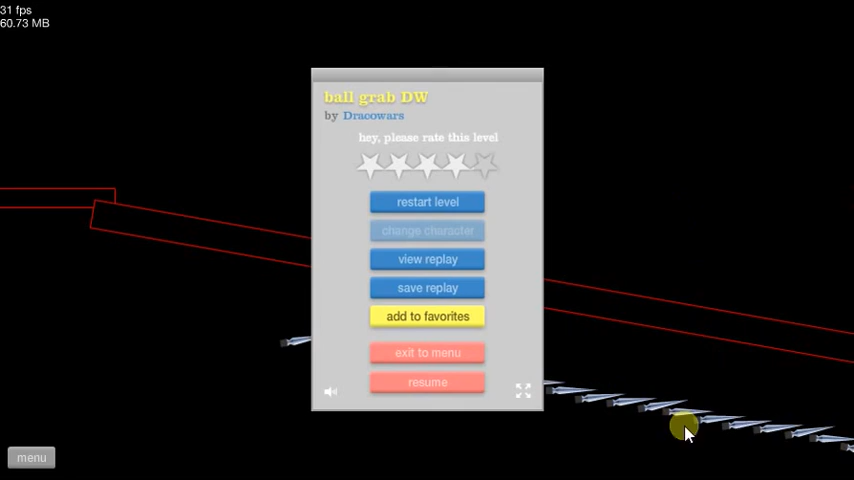 31 fps
60.73 MB
ball grab DW
by Dracowars
hey, please rate this level
restart level
change character
view replay
save replay
add to favorites
exit to menu
resume
menu